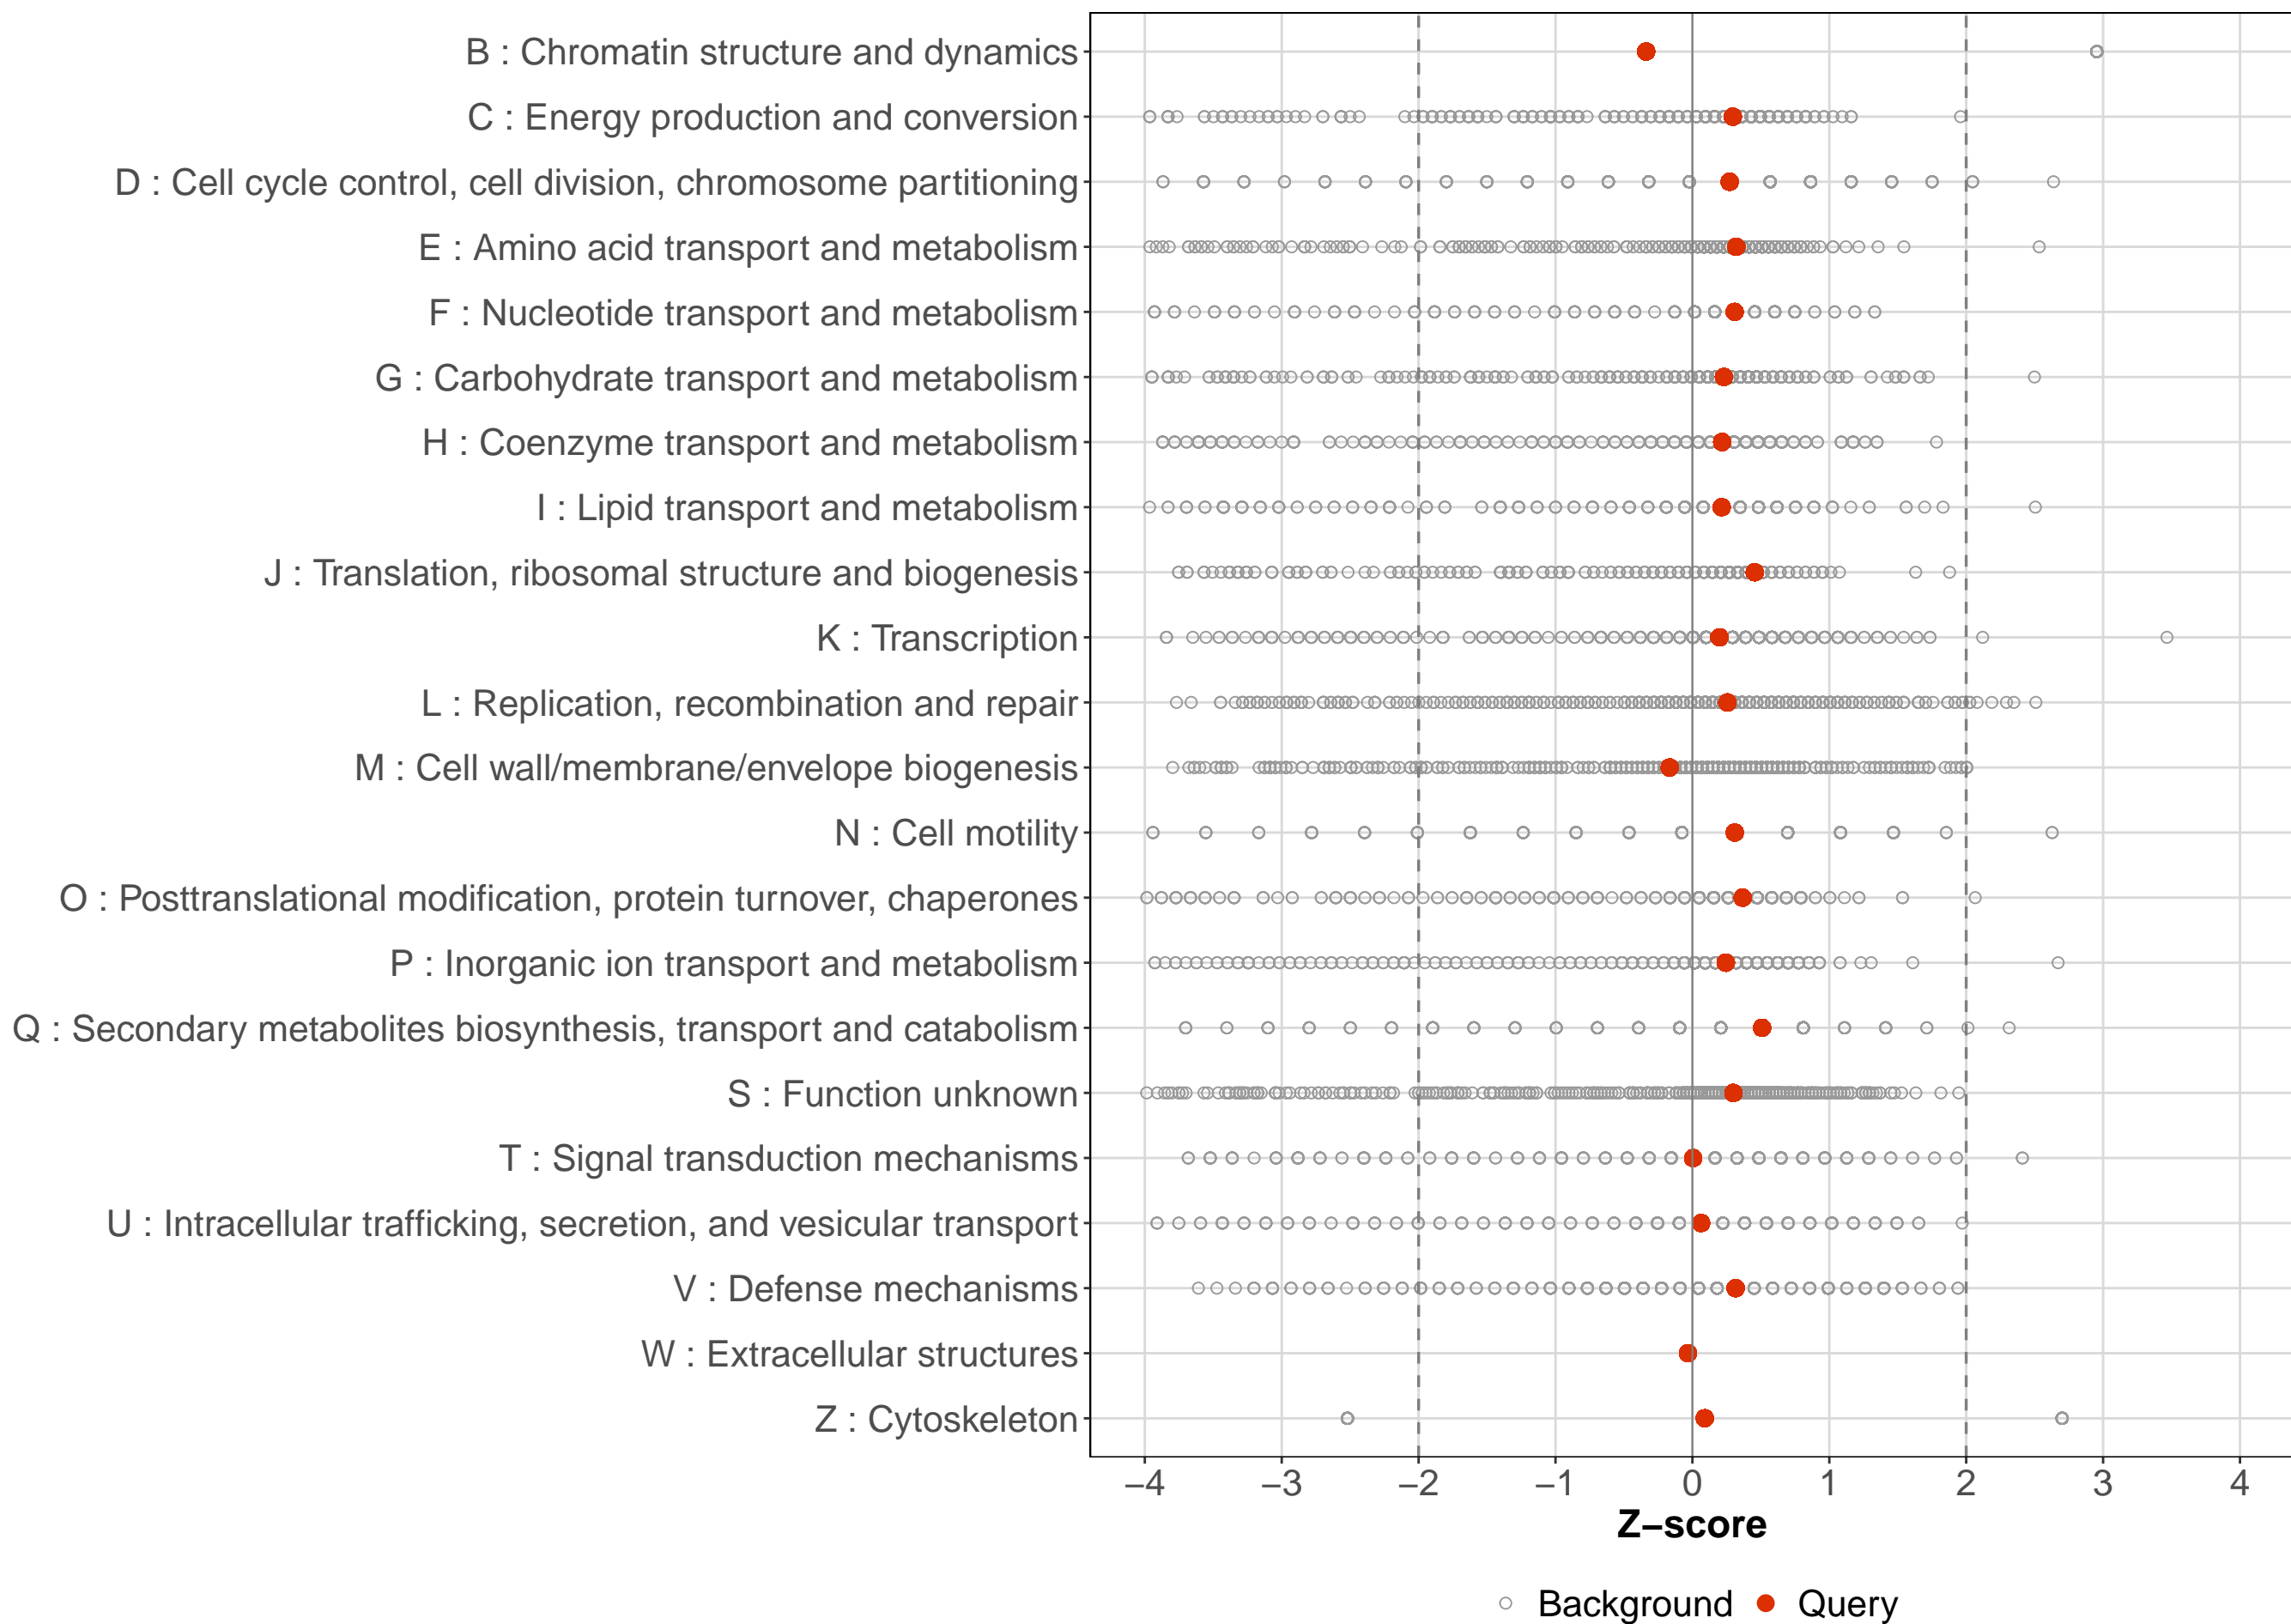 B : Chromatin structure and dynamics
C : Energy production and conversion
D : Cell cycle control, cell division, chromosome partitioning
E : Amino acid transport and metabolism
F : Nucleotide transport and metabolism
G : Carbohydrate transport and metabolism
H : Coenzyme transport and metabolism
I : Lipid transport and metabolism
J : Translation, ribosomal structure and biogenesis
K : Transcription
L : Replication, recombination and repair
M : Cell wall/membrane/envelope biogenesis
N : Cell motility
O : Posttranslational modification, protein turnover, chaperones
P : Inorganic ion transport and metabolism
Q : Secondary metabolites biosynthesis, transport and catabolism
S : Function unknown
T : Signal transduction mechanisms
U : Intracellular trafficking, secretion, and vesicular transport
V : Defense mechanisms
W : Extracellular structures
Z : Cytoskeleton
−4 −3 −2 −1 0 1 2 3 4
Z−score
Background Query